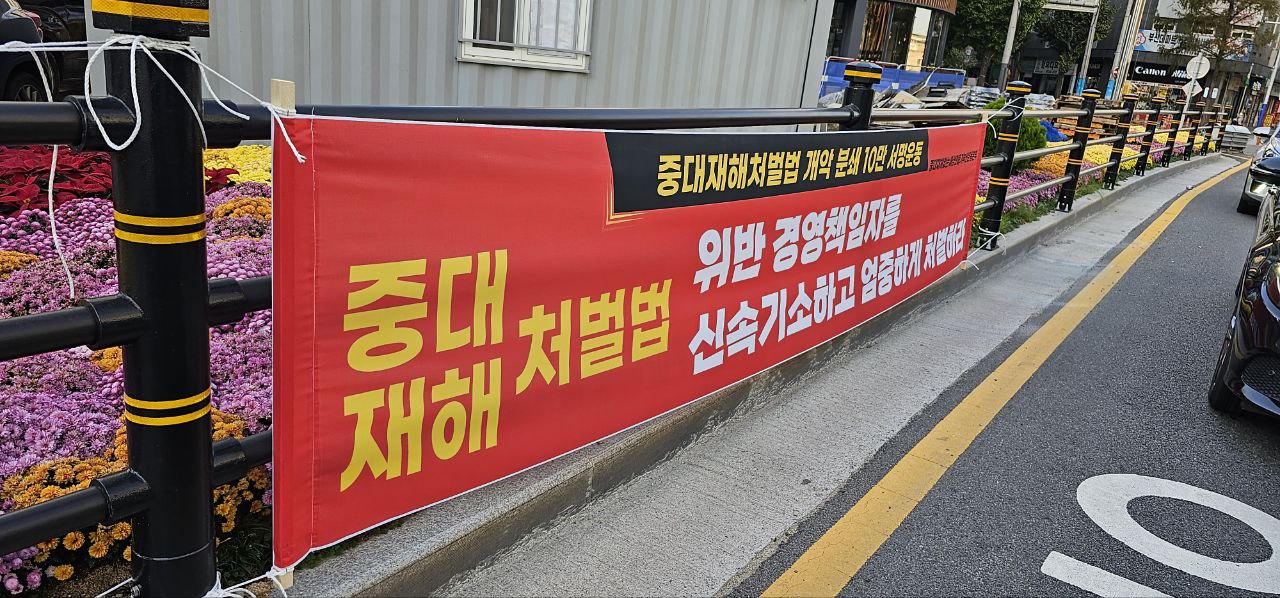 중대재해처벌법 개악 분쇄 10만 서명운동
중대
재해
처벌법
위반 경영책임자를
신속기소하고 엄중하게 처벌하라
Canon